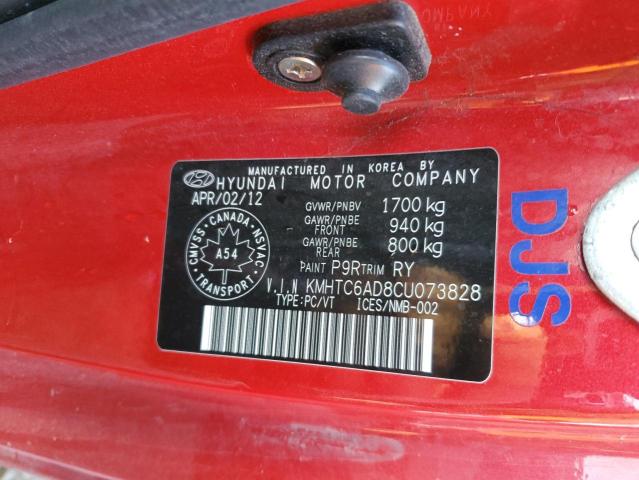 MANUFACTURED IN KOREA BY
HYUNDAI MOTOR COMPANY
APR/02/12
GVWR/PNBV 1700 kg
GAWR/PNBE FRONT 940 kg
GAWR/PNBE REAR 800 kg
PAINT P9R TRIM RY
V.I.N KMHTC6AD8CU073828
TYPE:PC/VT ICES/NMB-002
CANADA
CMVSS NSVAC
A54
TRANSPORT
DJS